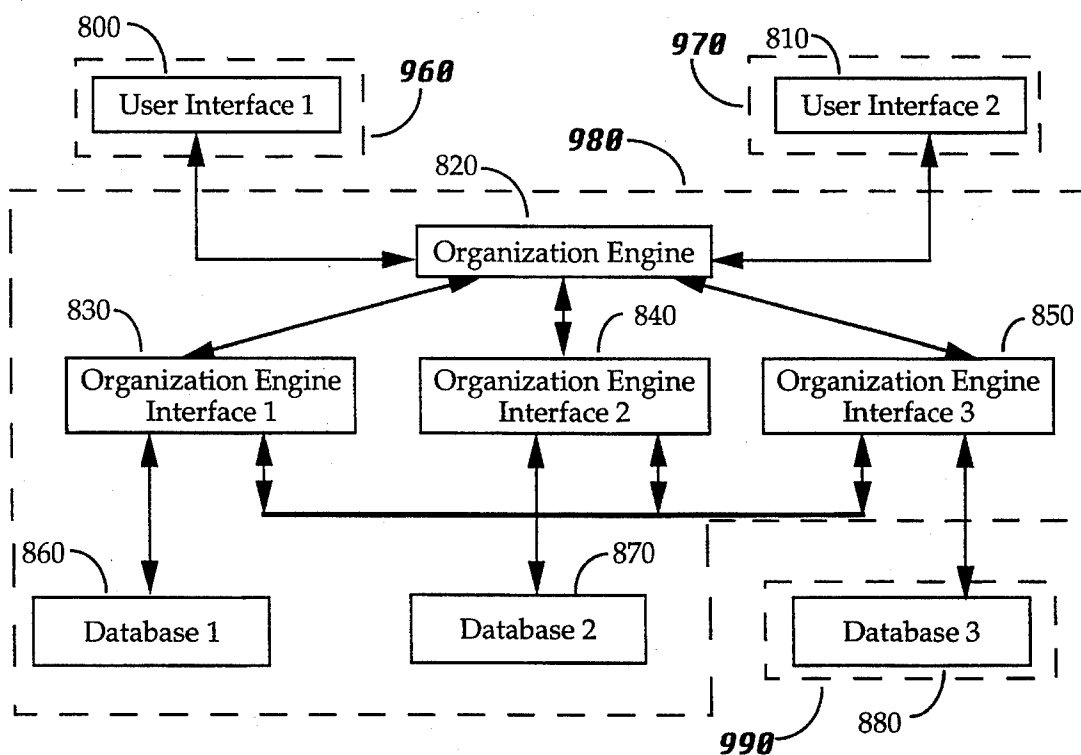 800
960
970
810
User Interface 1
User Interface 2
980
820
Organization Engine
830
840
850
Organization Engine
Interface 1
Organization Engine
Interface 2
Organization Engine
Interface 3
860
870
Database 1
Database 2
Database 3
990
880